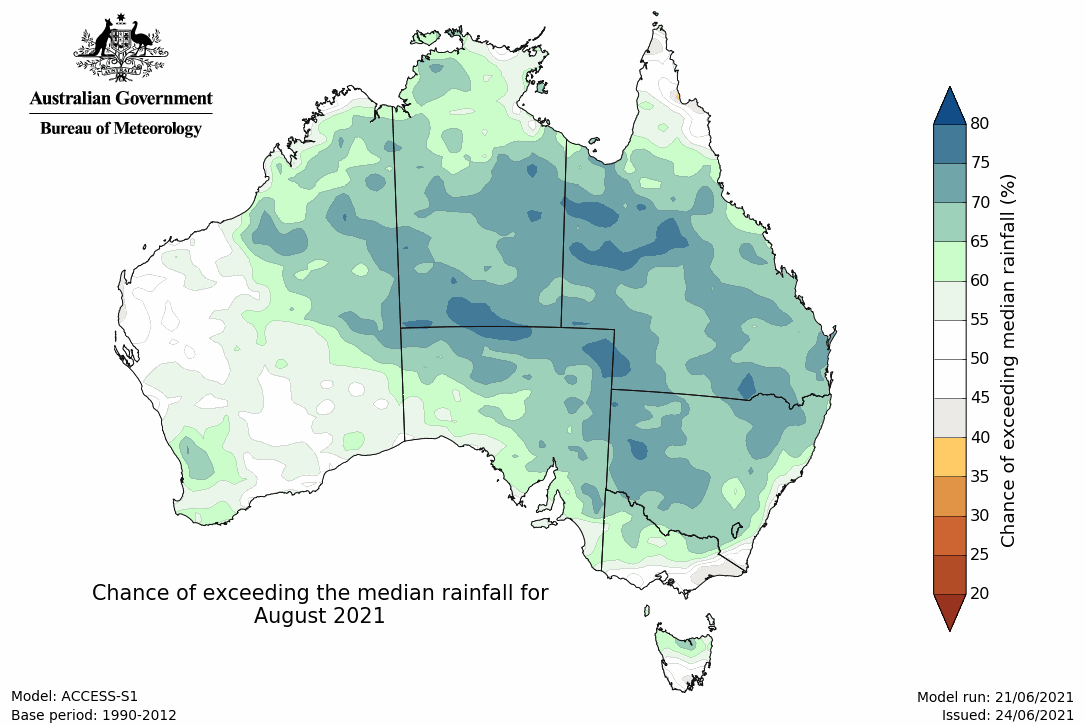 AUSTRALIA
Australian Government
Bureau of Meteorology
80
75
70
65
60
55
50
45
40
35
30
25
20
Chance of exceeding median rainfall (%)
Chance of exceeding the median rainfall for
August 2021
Model: ACCESS-S1
Base period: 1990-2012
Model run: 21/06/2021
Issued: 24/06/2021